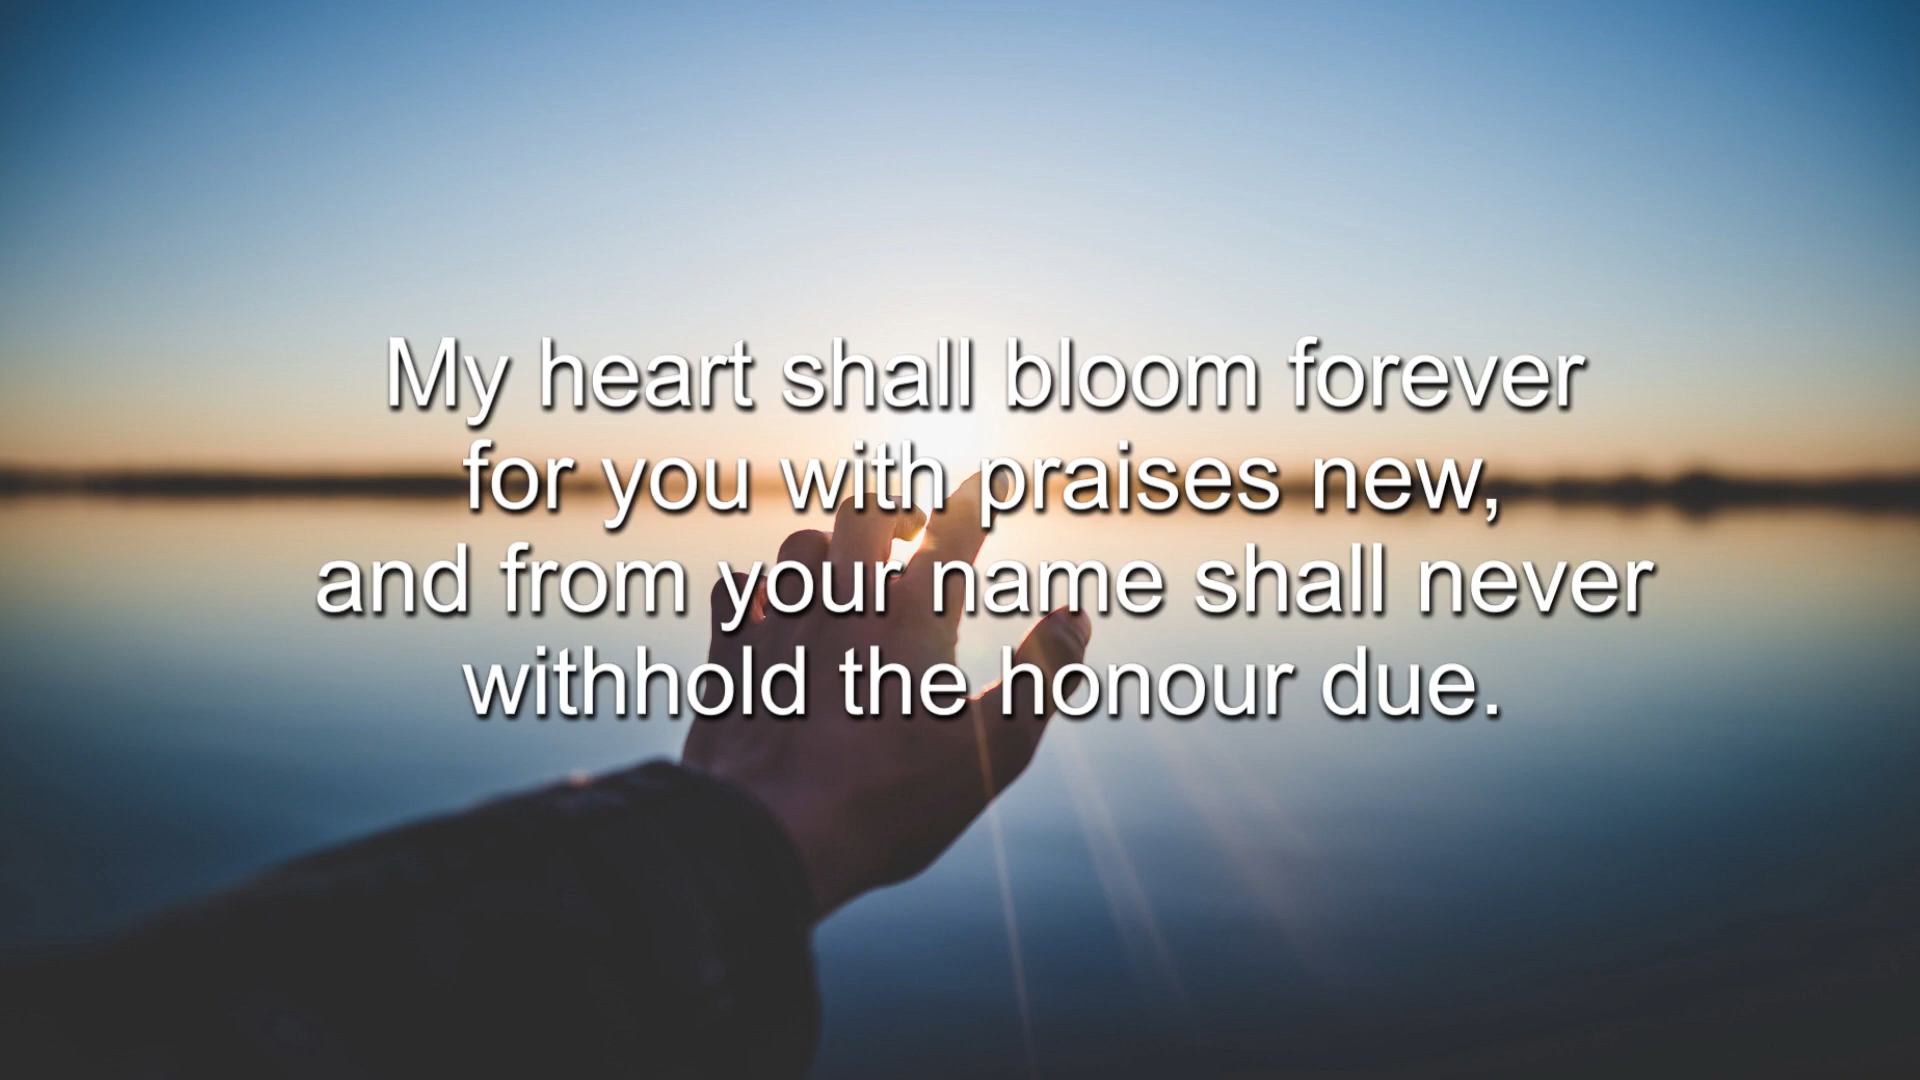 My heart shall bloom forever
for you with praises new,
and from your name shall never
withhold the honour due.